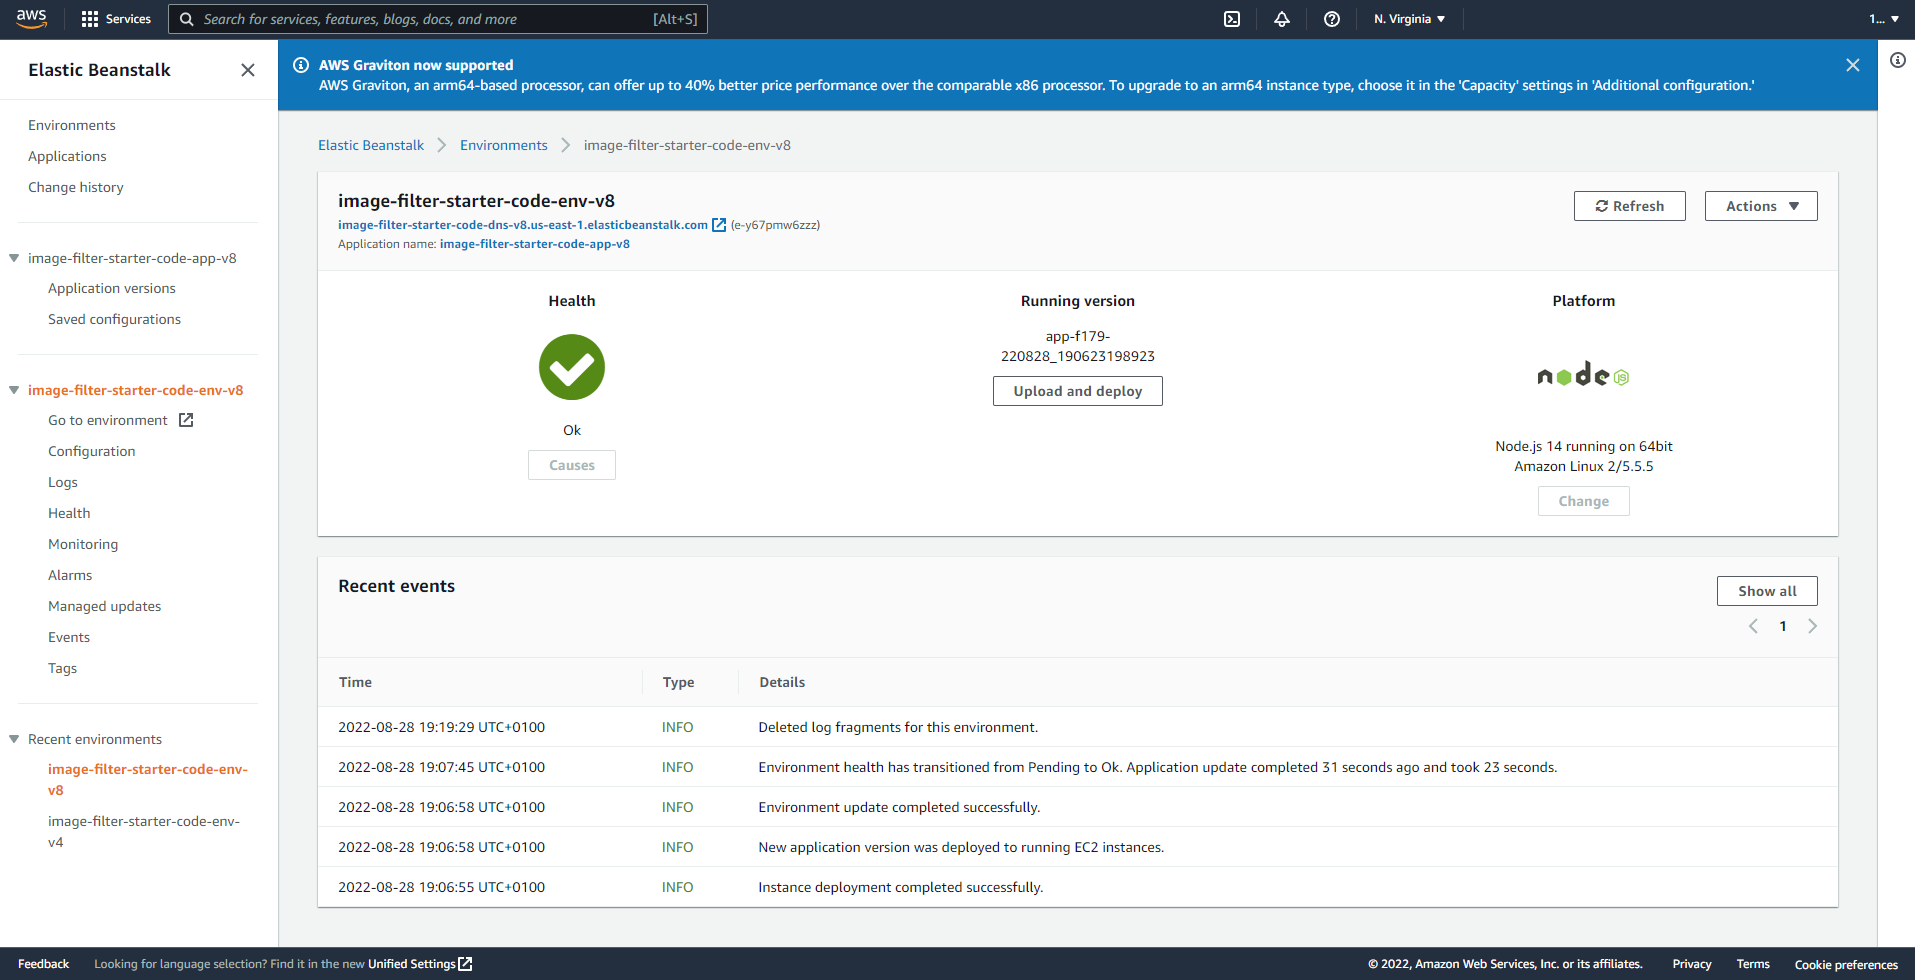 aws
Services
Search for services, features, blogs, docs, and more
[Alt+S]
N. Virginia
1...
Elastic Beanstalk
Environments
Applications
Change history
image-filter-starter-code-app-v8
Application versions
Saved configurations
image-filter-starter-code-env-v8
Go to environment
Configuration
Logs
Health
Monitoring
Alarms
Managed updates
Events
Tags
Recent environments
image-filter-starter-code-env-
v8
image-filter-starter-code-env-
v4
AWS Graviton now supported
AWS Graviton, an arm64-based processor, can offer up to 40% better price performance over the comparable x86 processor. To upgrade to an arm64 instance type, choose it in the 'Capacity' settings in 'Additional configuration.'
Elastic Beanstalk Environments image-filter-starter-code-env-v8
image-filter-starter-code-env-v8
image-filter-starter-code-dns-v8.us-east-1.elasticbeanstalk.com (e-y67pmw6zzz)
Application name: image-filter-starter-code-app-v8
Refresh
Actions
Health
Ok
Causes
Running version
app-f179-
220828_190623198923
Upload and deploy
Platform
node JS
Node.js 14 running on 64bit
Amazon Linux 2/5.5.5
Change
Recent events
Show all
1
Time Type Details
2022-08-28 19:19:29 UTC+0100 INFO Deleted log fragments for this environment.
2022-08-28 19:07:45 UTC+0100 INFO Environment health has transitioned from Pending to Ok. Application update completed 31 seconds ago and took 23 seconds.
2022-08-28 19:06:58 UTC+0100 INFO Environment update completed successfully.
2022-08-28 19:06:58 UTC+0100 INFO New application version was deployed to running EC2 instances.
2022-08-28 19:06:55 UTC+0100 INFO Instance deployment completed successfully.
Feedback
Looking for language selection? Find it in the new Unified Settings
© 2022, Amazon Web Services, Inc. or its affiliates.
Privacy
Terms
Cookie preferences